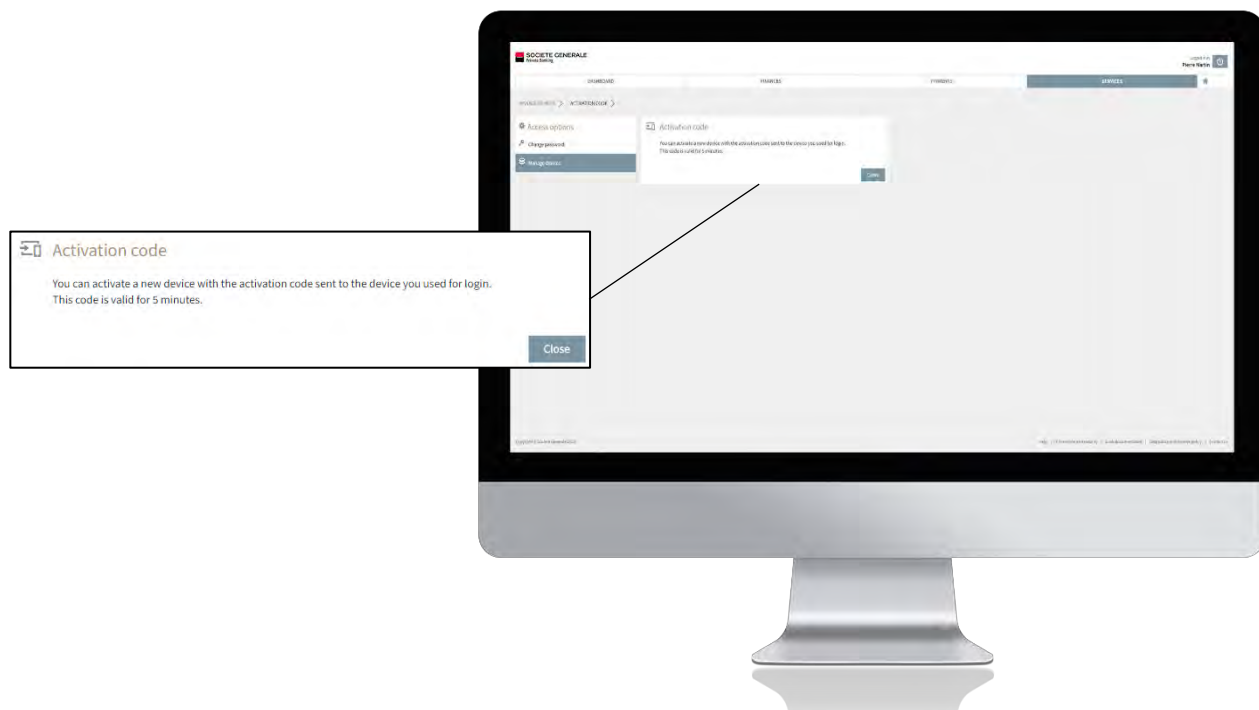 SOCIETE GENERALE
Private Banking
Pierre Martin
DASHBOARD
FINANCES
PAYMENTS
SERVICES
ACTIVATION CODE
Access options
Change password
Manage devices
Activation code
You can activate a new device with the activation code sent to the device you used for login.
This code is valid for 5 minutes.
Close
Activation code
You can activate a new device with the activation code sent to the device you used for login.
This code is valid for 5 minutes.
Close